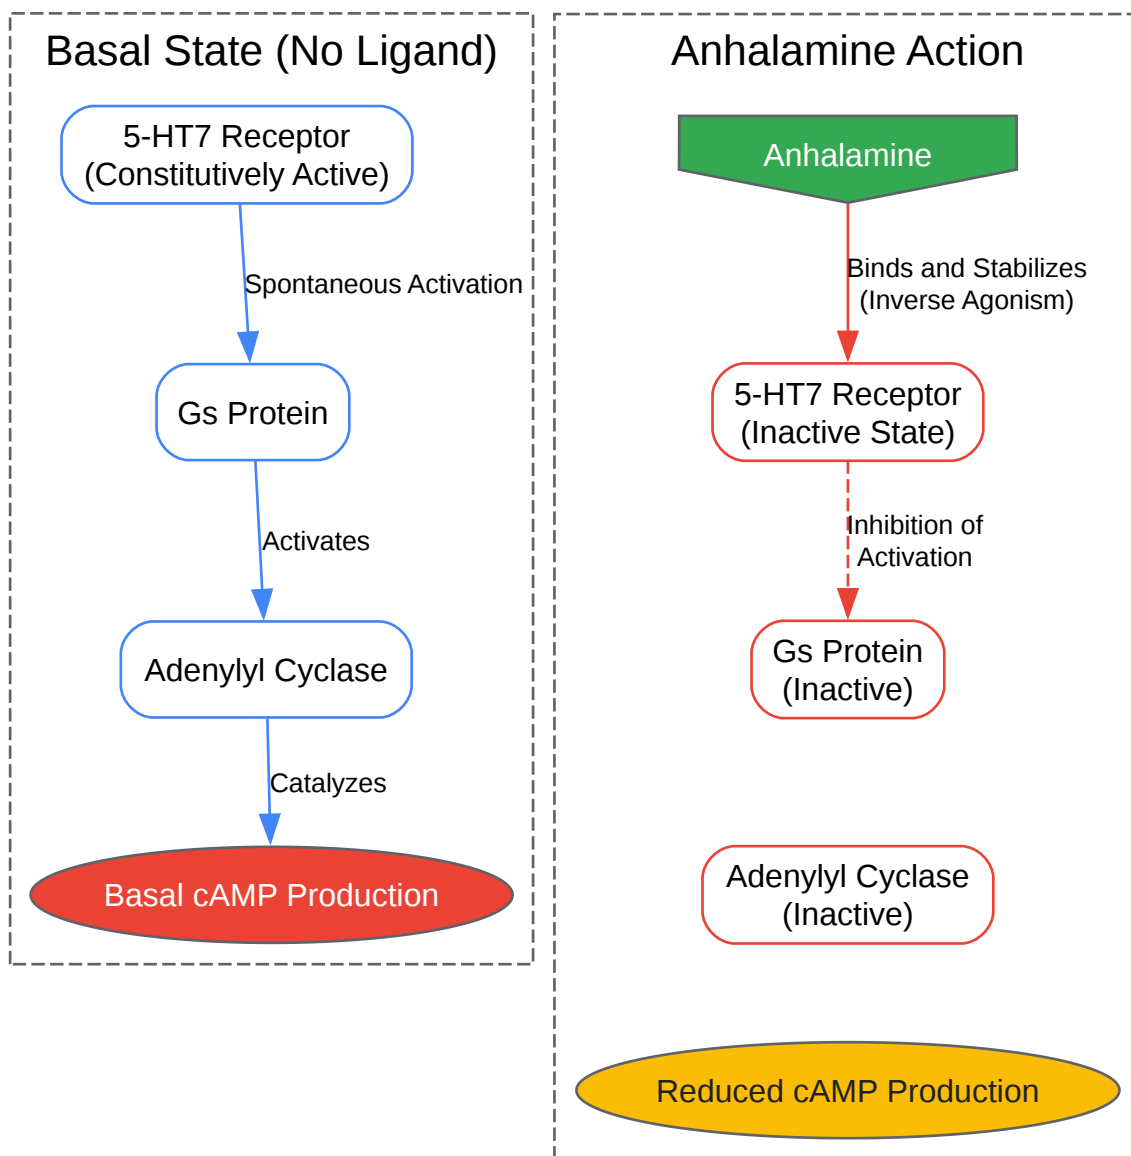 Basal State (No Ligand)
5-HT7 Receptor
(Constitutively Active)
Spontaneous Activation
Gs Protein
Activates
Adenylyl Cyclase
Catalyzes
Basal cAMP Production
Anhalamine Action
Anhalamine
Binds and Stabilizes
(Inverse Agonism)
5-HT7 Receptor
(Inactive State)
Inhibition of
Activation
Gs Protein
(Inactive)
Adenylyl Cyclase
(Inactive)
Reduced cAMP Production